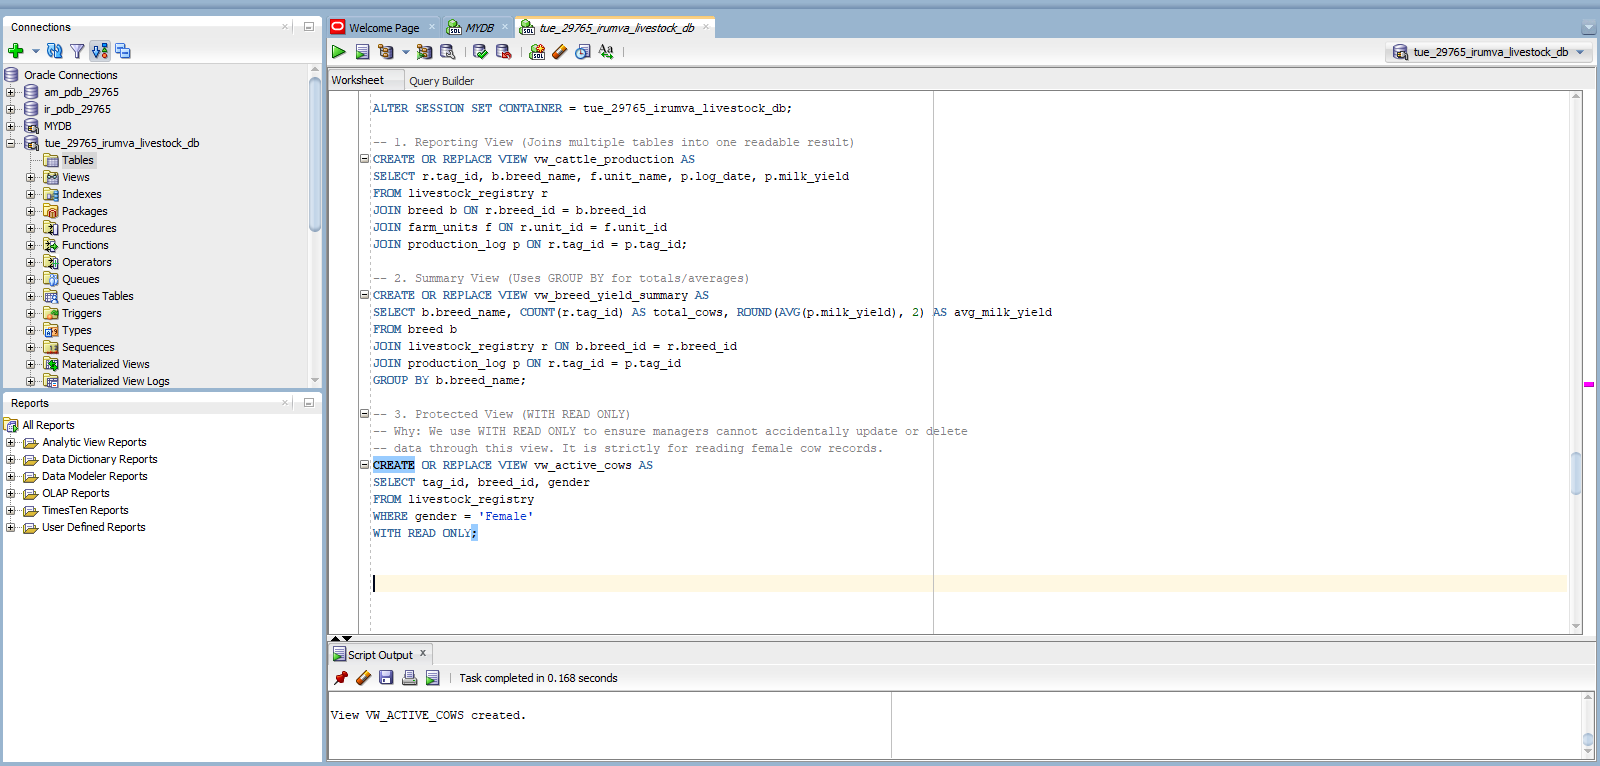 Connections
Oracle Connections
am_pdb_29765
ir_pdb_29765
MYDB
tue_29765_irumva_livestock_db
Tables
Views
Indexes
Packages
Procedures
Functions
Operators
Queues
Queues Tables
Triggers
Types
Sequences
Materialized Views
Materialized View Logs
Reports
All Reports
Analytic View Reports
Data Dictionary Reports
Data Modeler Reports
OLAP Reports
TimesTen Reports
User Defined Reports
Welcome Page
MYDB
tue_29765_irumva_livestock_db
tue_29765_irumva_livestock_db
Worksheet
Query Builder
ALTER SESSION SET CONTAINER = tue_29765_irumva_livestock_db;
-- 1. Reporting View (Joins multiple tables into one readable result)
CREATE OR REPLACE VIEW vw_cattle_production AS
SELECT r.tag_id, b.breed_name, f.unit_name, p.log_date, p.milk_yield
FROM livestock_registry r
JOIN breed b ON r.breed_id = b.breed_id
JOIN farm_units f ON r.unit_id = f.unit_id
JOIN production_log p ON r.tag_id = p.tag_id;
-- 2. Summary View (Uses GROUP BY for totals/averages)
CREATE OR REPLACE VIEW vw_breed_yield_summary AS
SELECT b.breed_name, COUNT(r.tag_id) AS total_cows, ROUND(AVG(p.milk_yield), 2) AS avg_milk_yield
FROM breed b
JOIN livestock_registry r ON b.breed_id = r.breed_id
JOIN production_log p ON r.tag_id = p.tag_id
GROUP BY b.breed_name;
-- 3. Protected View (WITH READ ONLY)
-- Why: We use WITH READ ONLY to ensure managers cannot accidentally update or delete
-- data through this view. It is strictly for reading female cow records.
CREATE OR REPLACE VIEW vw_active_cows AS
SELECT tag_id, breed_id, gender
FROM livestock_registry
WHERE gender = 'Female'
WITH READ ONLY;
Script Output
Task completed in 0.168 seconds
View VW_ACTIVE_COWS created.